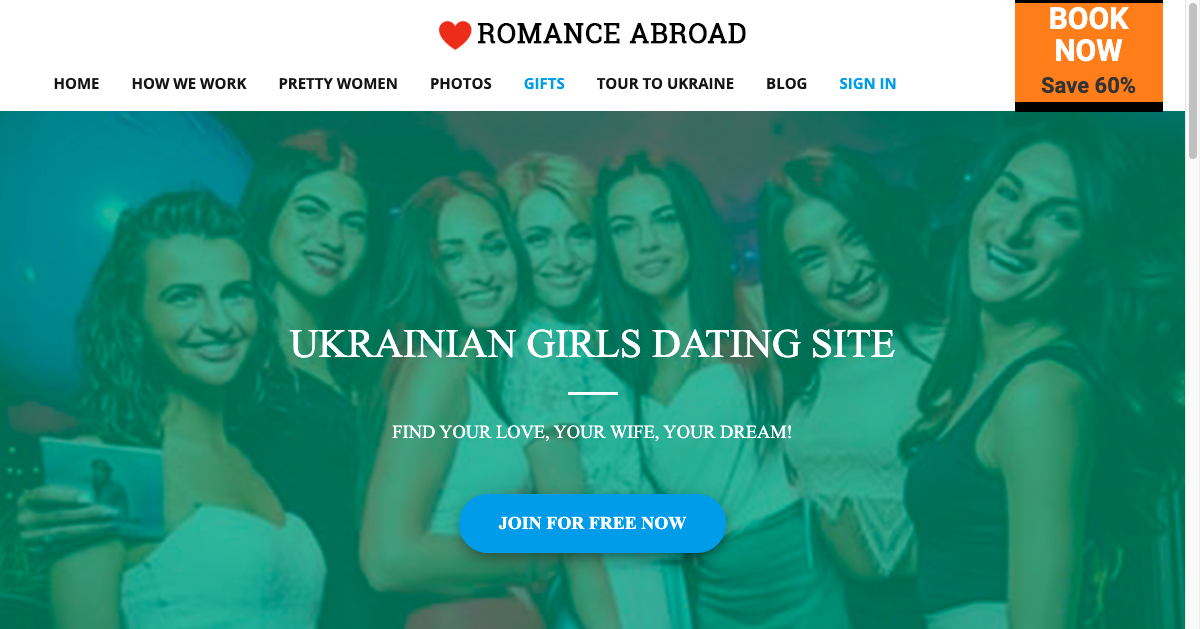 ROMANCE ABROAD
BOOK
NOW
Save 60%
HOME HOW WE WORK PRETTY WOMEN PHOTOS GIFTS TOUR TO UKRAINE BLOG SIGN IN
UKRAINIAN GIRLS DATING SITE
FIND YOUR LOVE, YOUR WIFE, YOUR DREAM!
JOIN FOR FREE NOW